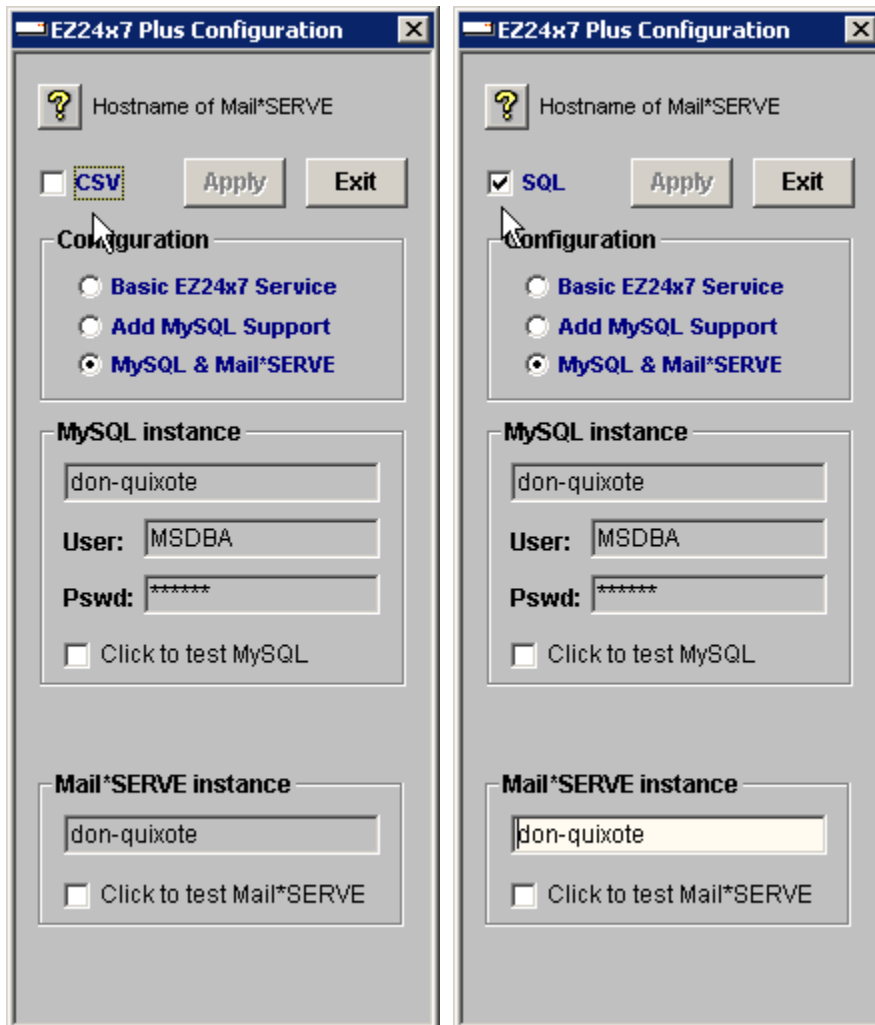 EZ24x7 Plus Configuration
?
Hostname of Mail*SERVE
CSV
Apply
Exit
Configuration
Basic EZ24x7 Service
Add MySQL Support
MySQL & Mail*SERVE
MySQL instance
don-quixote
User: MSDBA
Pswd: ******
Click to test MySQL
Mail*SERVE instance
don-quixote
Click to test Mail*SERVE
EZ24x7 Plus Configuration
?
Hostname of Mail*SERVE
SQL
Apply
Exit
Configuration
Basic EZ24x7 Service
Add MySQL Support
MySQL & Mail*SERVE
MySQL instance
don-quixote
User: MSDBA
Pswd: ******
Click to test MySQL
Mail*SERVE instance
don-quixote
Click to test Mail*SERVE